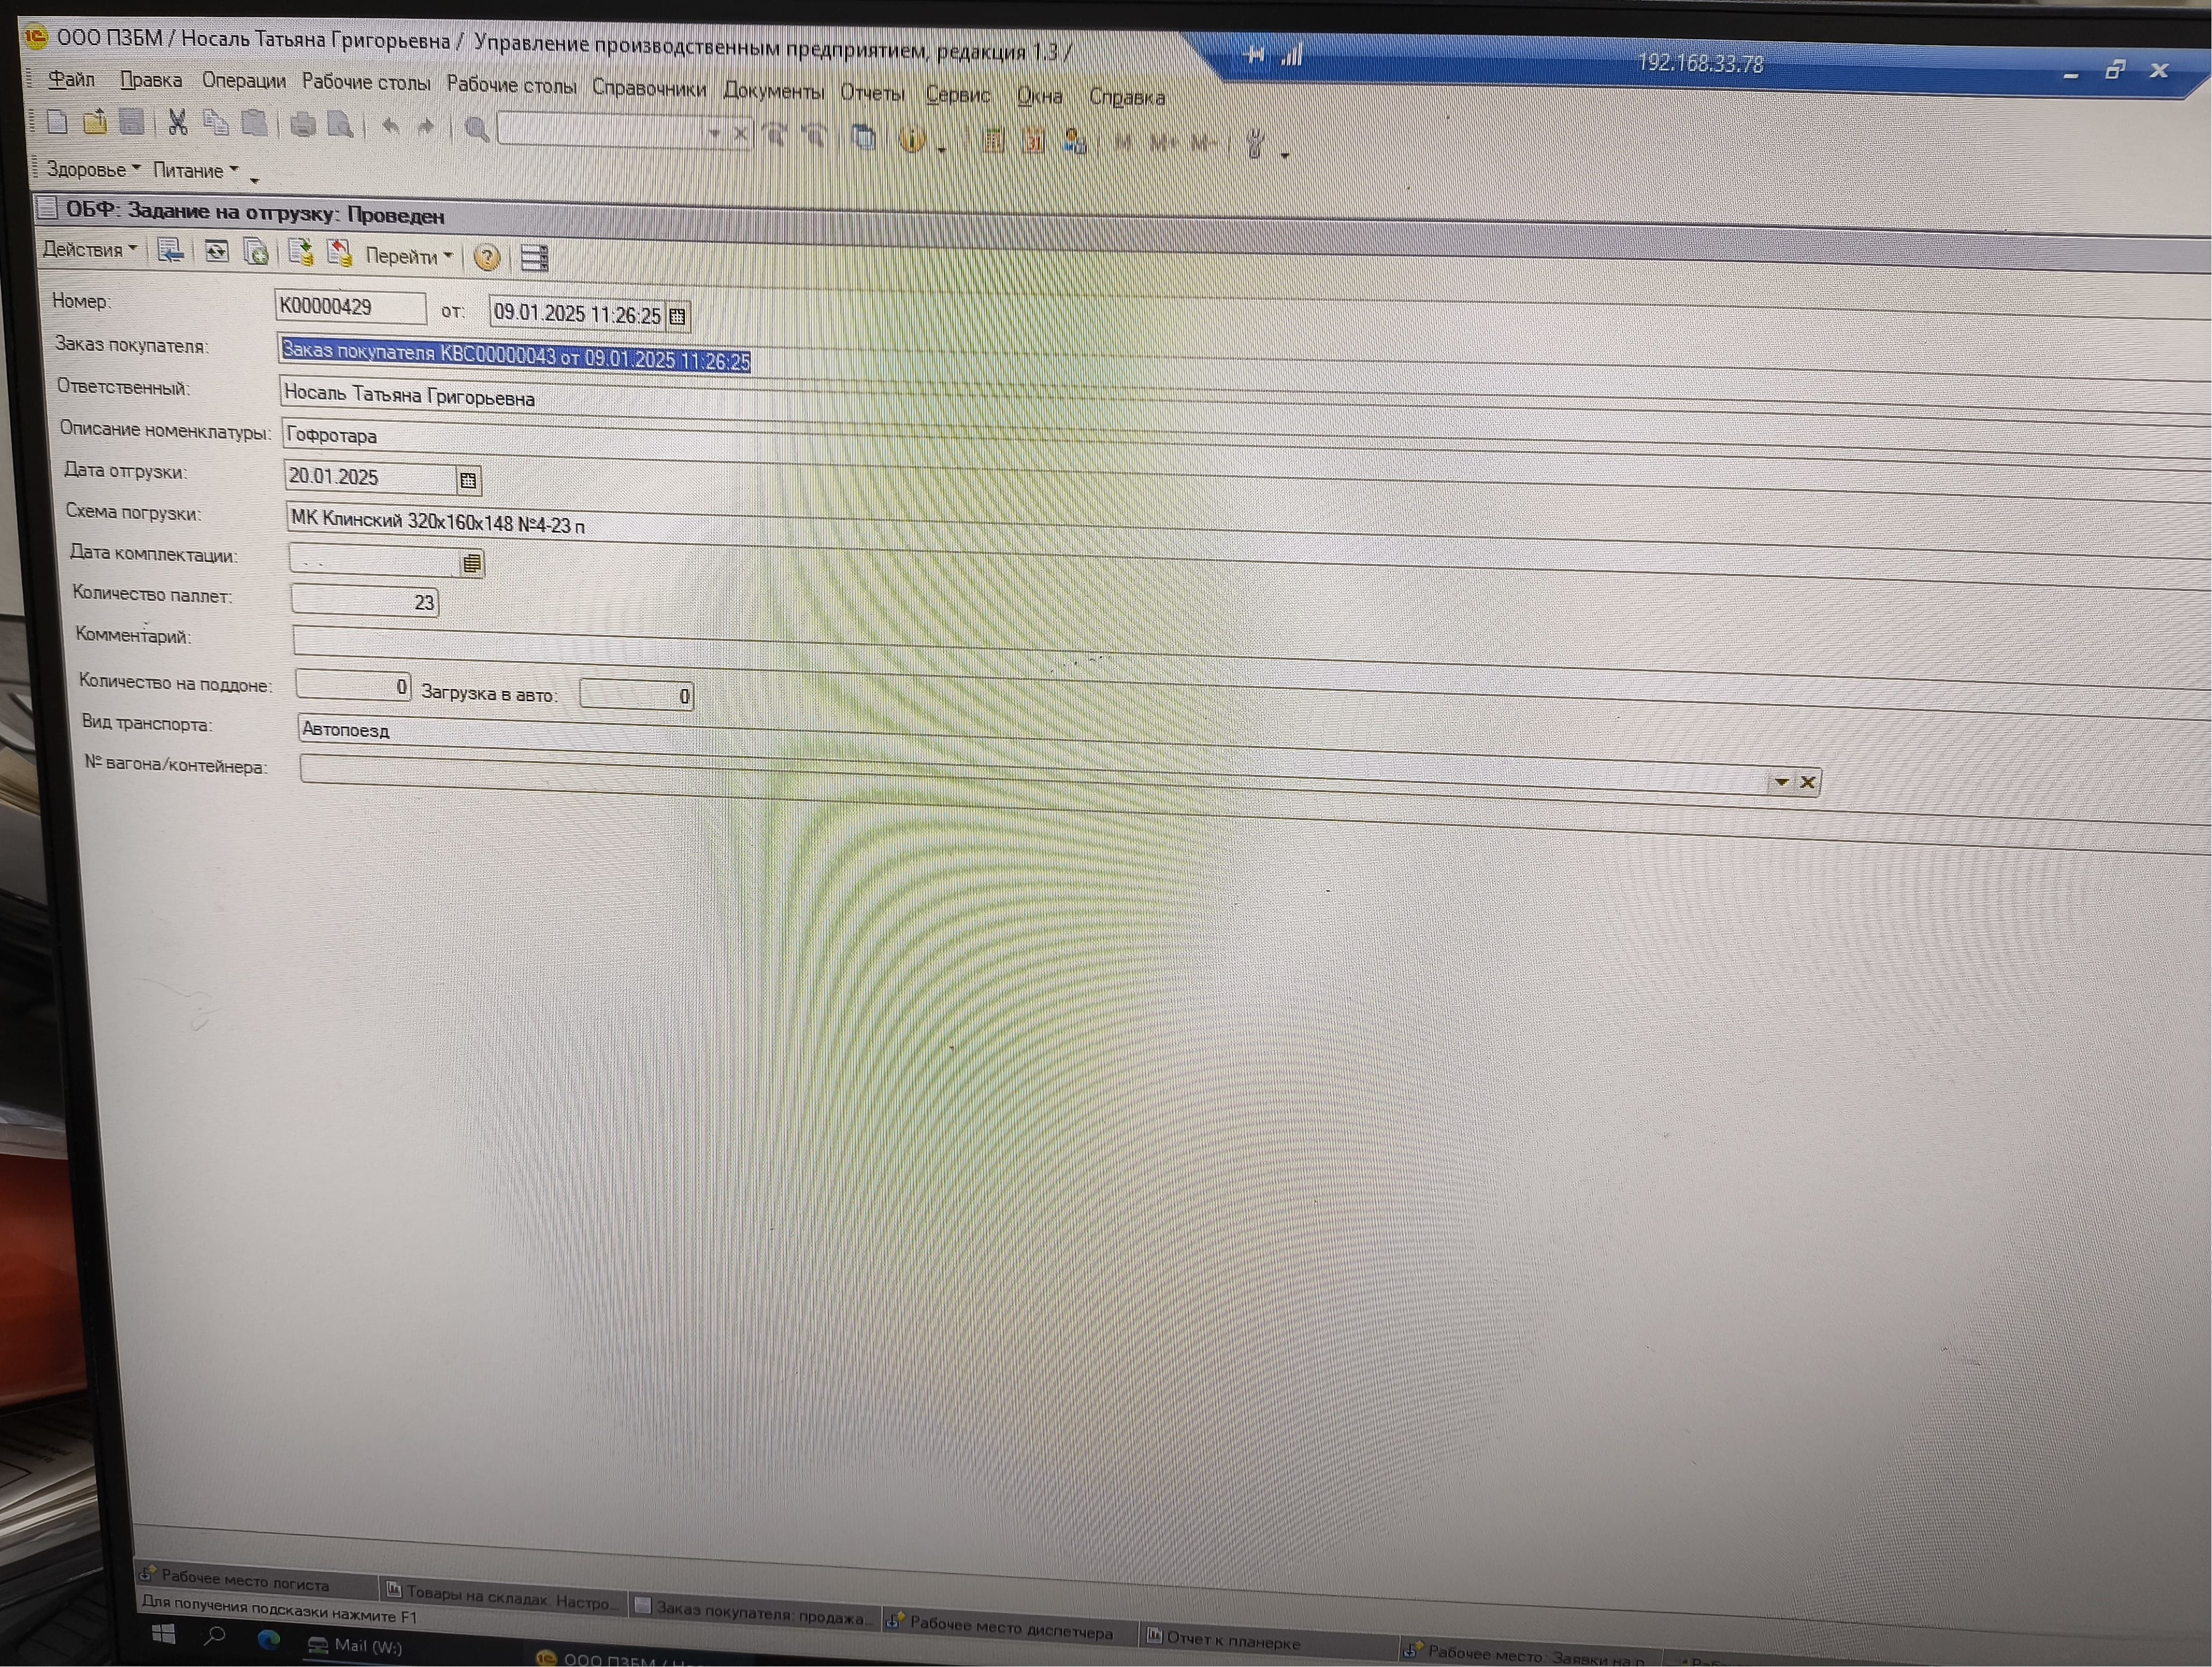 ООО ПЗБМ / Носаль Татьяна Григорьевна / Управление производственным предприятием, редакция 1.3 /
192.168.33.78
Файл Правка Операции Рабочие столы Рабочие столы Справочники Документы Отчеты Сервис Окна Справка
31 M M+ M-
Здоровье Питание
ОБФ: Задание на отгрузку: Проведен
Действия Перейти ?
Номер: К00000429 от: 09.01.2025 11:26:25
Заказ покупателя: Заказ покупателя КВС00000043 от 09.01.2025 11:26:25
Ответственный: Носаль Татьяна Григорьевна
Описание номенклатуры: Гофротара
Дата отгрузки: 20.01.2025
Схема погрузки: МК Клинский 320x160x148 №4-23 п
Дата комплектации: . .
Количество паллет: 23
Комментарий:
Количество на поддоне: 0 Загрузка в авто: 0
Вид транспорта: Автопоезд
№ вагона/контейнера:
Рабочее место логиста Товары на складах. Настро... Заказ покупателя: продажа... Рабочее место диспетчера Отчет к планерке Рабочее место: Заявки на
Для получения подсказки нажмите F1
Mail (W:) ООО ПЗБМ /